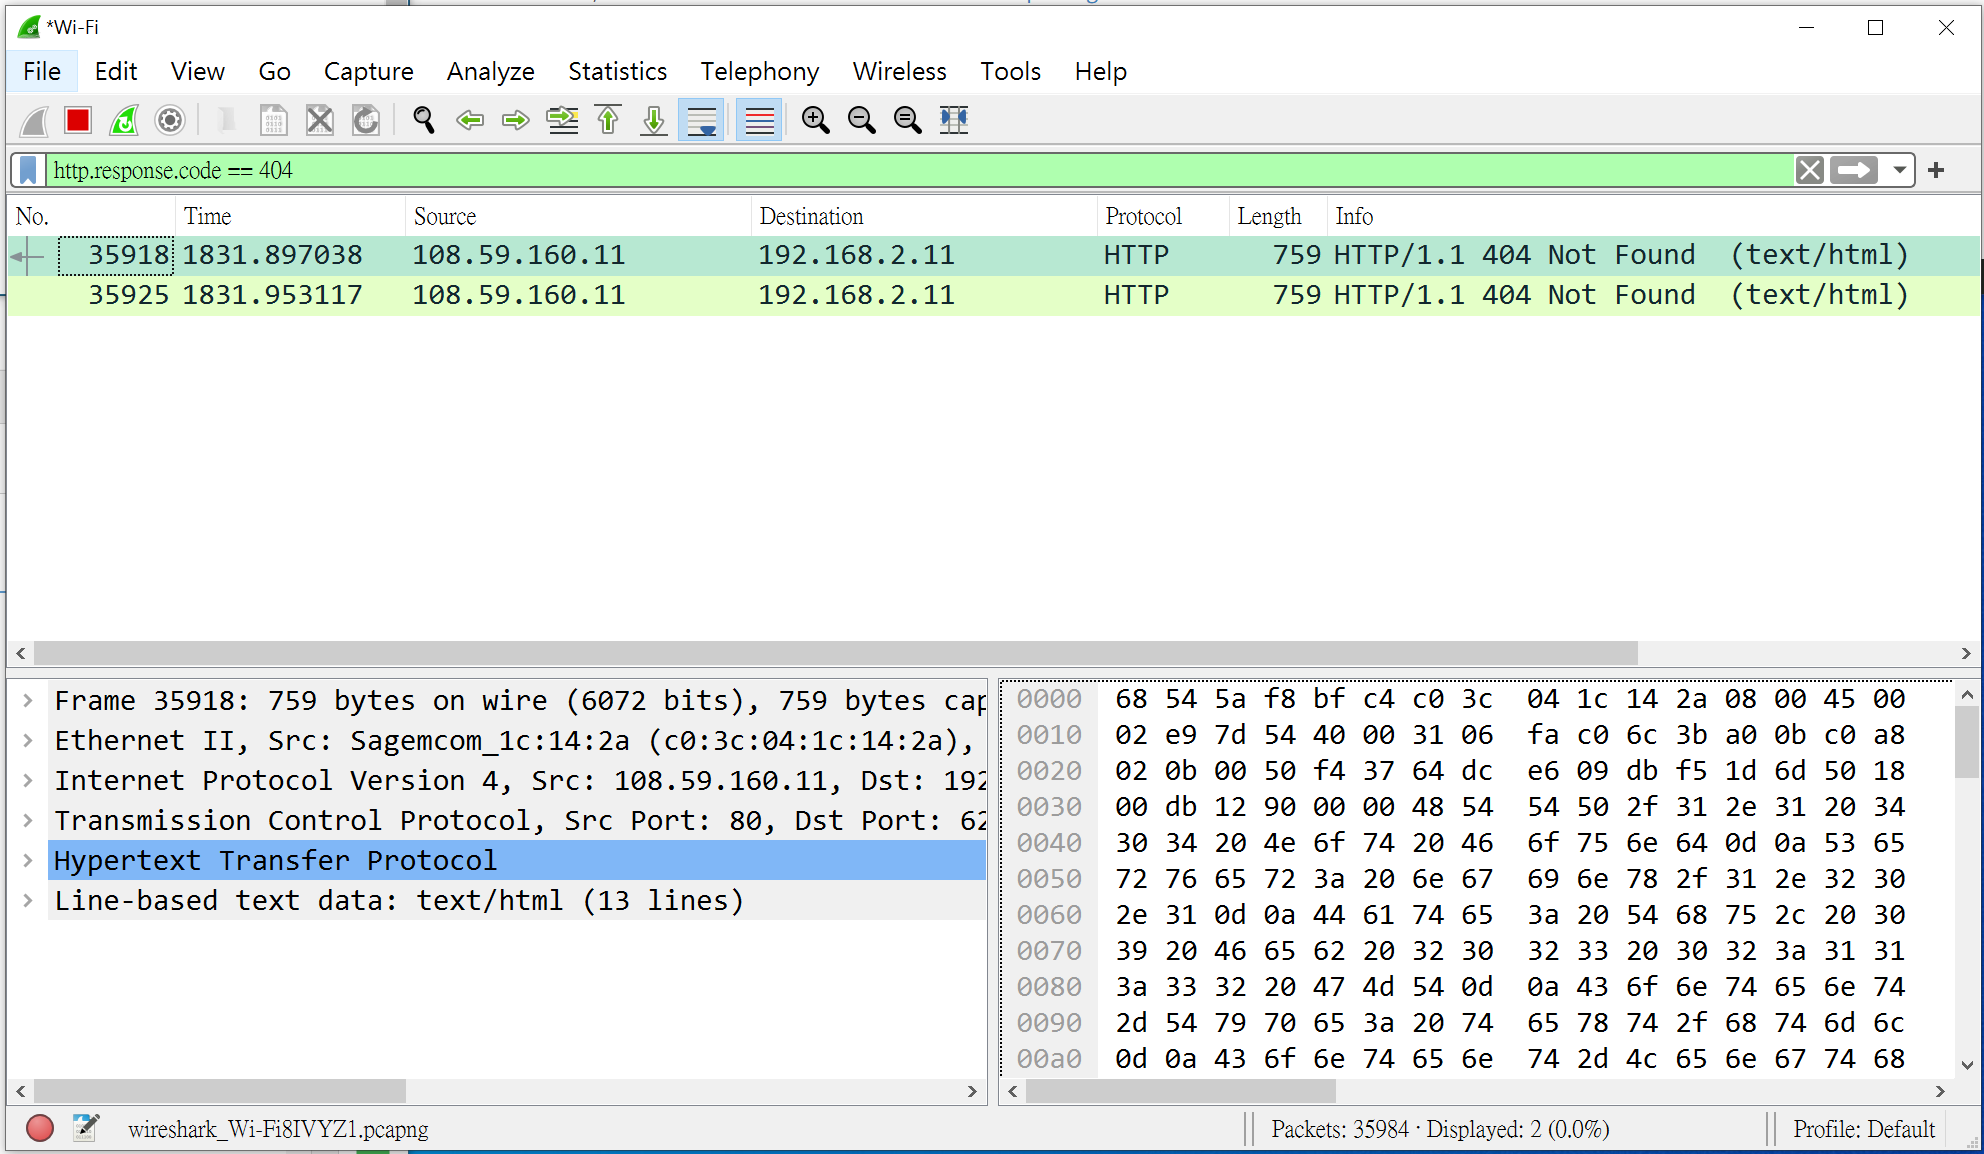 *Wi-Fi
File Edit View Go Capture Analyze Statistics Telephony Wireless Tools Help
http.response.code == 404
No. Time Source Destination Protocol Length Info
35918 1831.897038 108.59.160.11 192.168.2.11 HTTP 759 HTTP/1.1 404 Not Found (text/html)
35925 1831.953117 108.59.160.11 192.168.2.11 HTTP 759 HTTP/1.1 404 Not Found (text/html)
Frame 35918: 759 bytes on wire (6072 bits), 759 bytes cap
Ethernet II, Src: Sagemcom_1c:14:2a (c0:3c:04:1c:14:2a),
Internet Protocol Version 4, Src: 108.59.160.11, Dst: 192
Transmission Control Protocol, Src Port: 80, Dst Port: 62
Hypertext Transfer Protocol
Line-based text data: text/html (13 lines)
0000 68 54 5a f8 bf c4 c0 3c 04 1c 14 2a 08 00 45 00
0010 02 e9 7d 54 40 00 31 06 fa c0 6c 3b a0 0b c0 a8
0020 02 0b 00 50 f4 37 64 dc e6 09 db f5 1d 6d 50 18
0030 00 db 12 90 00 00 48 54 54 50 2f 31 2e 31 20 34
0040 30 34 20 4e 6f 74 20 46 6f 75 6e 64 0d 0a 53 65
0050 72 76 65 72 3a 20 6e 67 69 6e 78 2f 31 2e 32 30
0060 2e 31 0d 0a 44 61 74 65 3a 20 54 68 75 2c 20 30
0070 39 20 46 65 62 20 32 30 32 33 20 30 32 3a 31 31
0080 3a 33 32 20 47 4d 54 0d 0a 43 6f 6e 74 65 6e 74
0090 2d 54 79 70 65 3a 20 74 65 78 74 2f 68 74 6d 6c
00a0 0d 0a 43 6f 6e 74 65 6e 74 2d 4c 65 6e 67 74 68
wireshark_Wi-Fi8IVYZ1.pcapng
Packets: 35984 · Displayed: 2 (0.0%)
Profile: Default